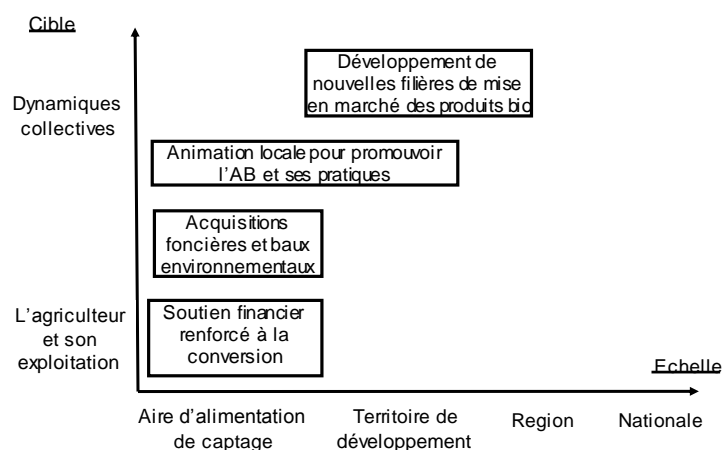 Cible
Développement de
nouvelles filières de mise
en marché des produits bio
Dynamiques
collectives
Animation locale pour promouvoir
l'AB et ses pratiques
Acquisitions
foncières et baux
environnementaux
L'agriculteur
et son
exploitation
Soutien financier
renforcé à la
conversion
Echelle
Aire d'alimentation
de captage
Territoire de
développement
Region
Nationale